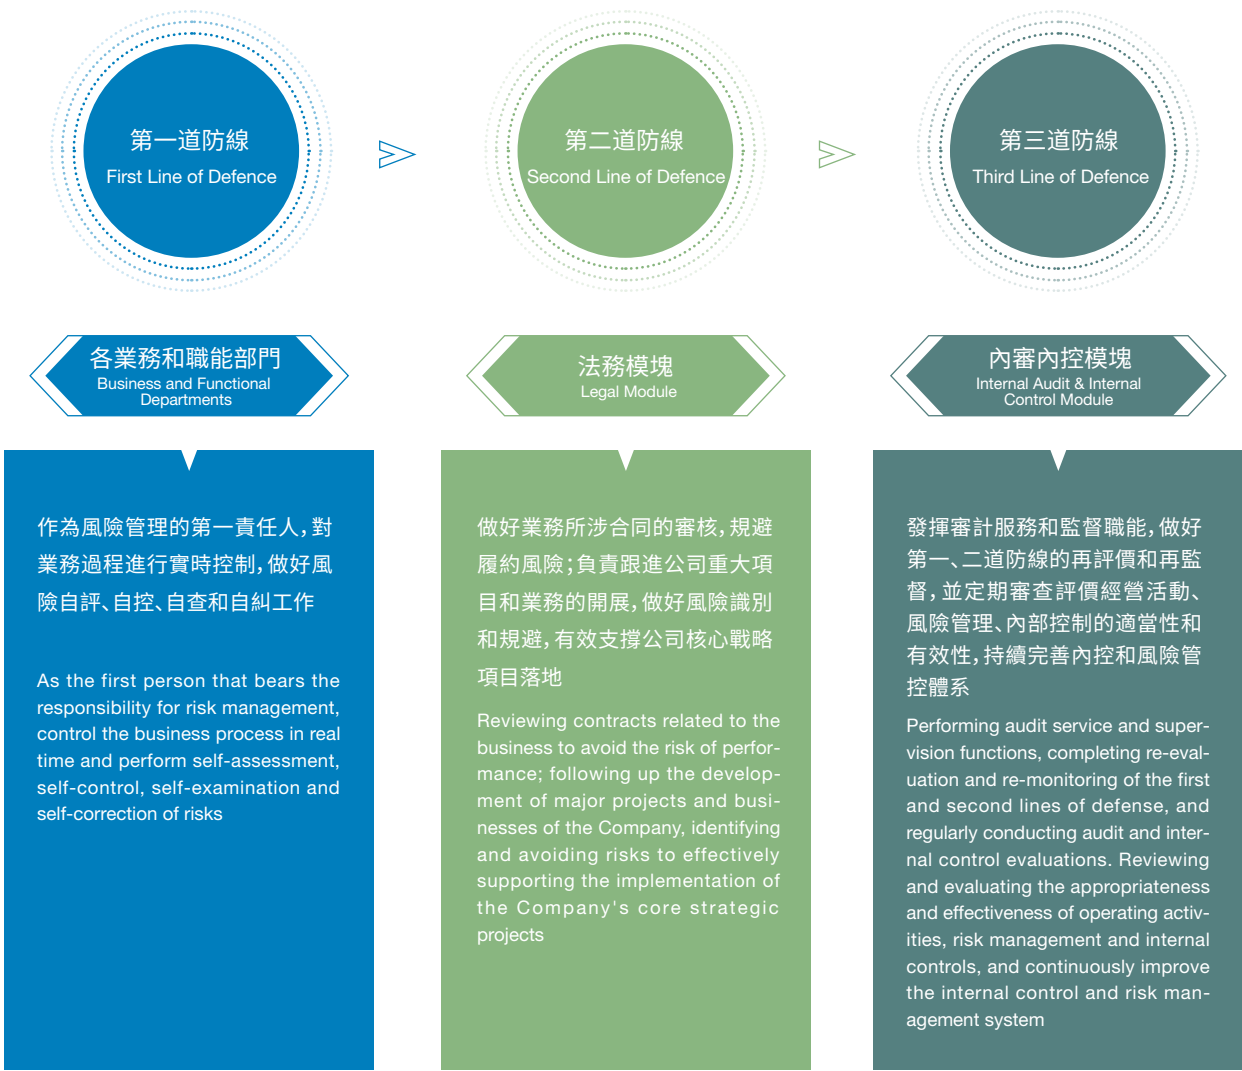 第一道防線
First Line of Defence
第二道防線
Second Line of Defence
第三道防線
Third Line of Defence
各業務和職能部門
Business and Functional
Departments
法務模塊
Legal Module
內審內控模塊
Internal Audit & Internal
Control Module
作為風險管理的第一責任人，對
業務過程進行實時控制，做好風
險自評、自控、自查和自糾工作
As the first person that bears the
responsibility for risk management,
control the business process in real
time and perform self-assessment,
self-control, self-examination and
self-correction of risks
做好業務所涉合同的審核，規避
履約風險；負責跟進公司重大項
目和業務的開展，做好風險識別
和規避，有效支撐公司核心戰略
項目落地
Reviewing contracts related to the
business to avoid the risk of perfor-
mance; following up the develop-
ment of major projects and busi-
nesses of the Company, identifying
and avoiding risks to effectively
supporting the implementation of
the Company's core strategic
projects
發揮審計服務和監督職能，做好
第一、二道防線的再評價和再監
督，並定期審查評價經營活動、
風險管理、內部控制的適當性和
有效性，持續完善內控和風險管
控體系
Performing audit service and super-
vision functions, completing re-eval-
uation and re-monitoring of the first
and second lines of defense, and
regularly conducting audit and inter-
nal control evaluations. Reviewing
and evaluating the appropriateness
and effectiveness of operating activ-
ities, risk management and internal
controls, and continuously improve
the internal control and risk man-
agement system